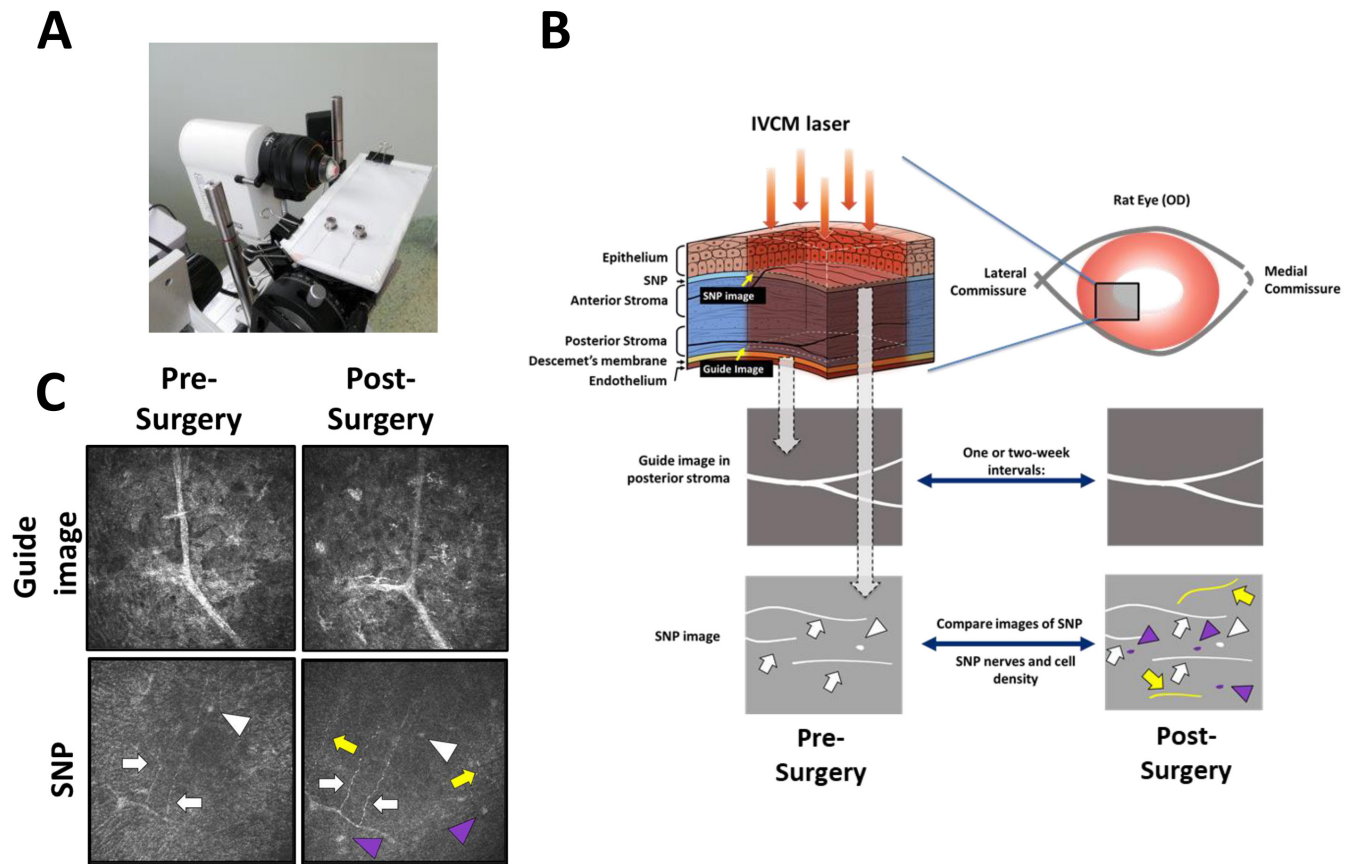 A
B
IVCM laser
Rat Eye (OD)
Epithelium
SNP
Anterior Stroma
Posterior Stroma
Descemet's membrane
Endothelium
SNP image
Guide Image
Lateral
Commissure
Medial
Commissure
Guide image in
posterior stroma
One or two-week
intervals:
SNP image
Compare images of SNP
SNP nerves and cell
density
Pre-
Surgery
Post-
Surgery
C
Pre-
Surgery
Post-
Surgery
Guide
image
SNP